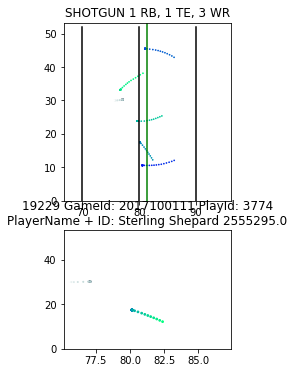 SHOTGUN 1 RB, 1 TE, 3 WR
50
40
30
20
10
0
70 80 90
19229 GameId: 2017100111 PlayId: 3774
PlayerName + ID: Sterling Shepard 2555295.0
40
20
0
77.5 80.0 82.5 85.0